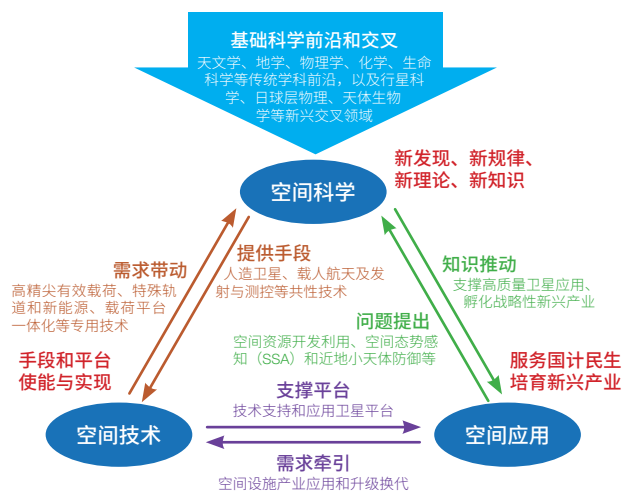 基础科学前沿和交叉
天文学、地学、物理学、化学、生命
科学等传统学科前沿，以及行星科
学、日球层物理、天体生物
学等新兴交叉领域
空间科学
新发现、新规律、
新理论、新知识
需求带动
高精尖有效载荷、特殊轨
道和新能源、载荷平台
一体化等专用技术
提供手段
人造卫星、载人航天及发
射与测控等共性技术
知识推动
支撑高质量卫星应用、
孵化战略性新兴产业
问题提出
空间资源开发利用、空间态势感
知（SSA）和近地小天体防御等
手段和平台
使能与实现
服务国计民生
培育新兴产业
空间技术
支撑平台
技术支持和应用卫星平台
空间应用
需求牵引
空间设施产业应用和升级换代